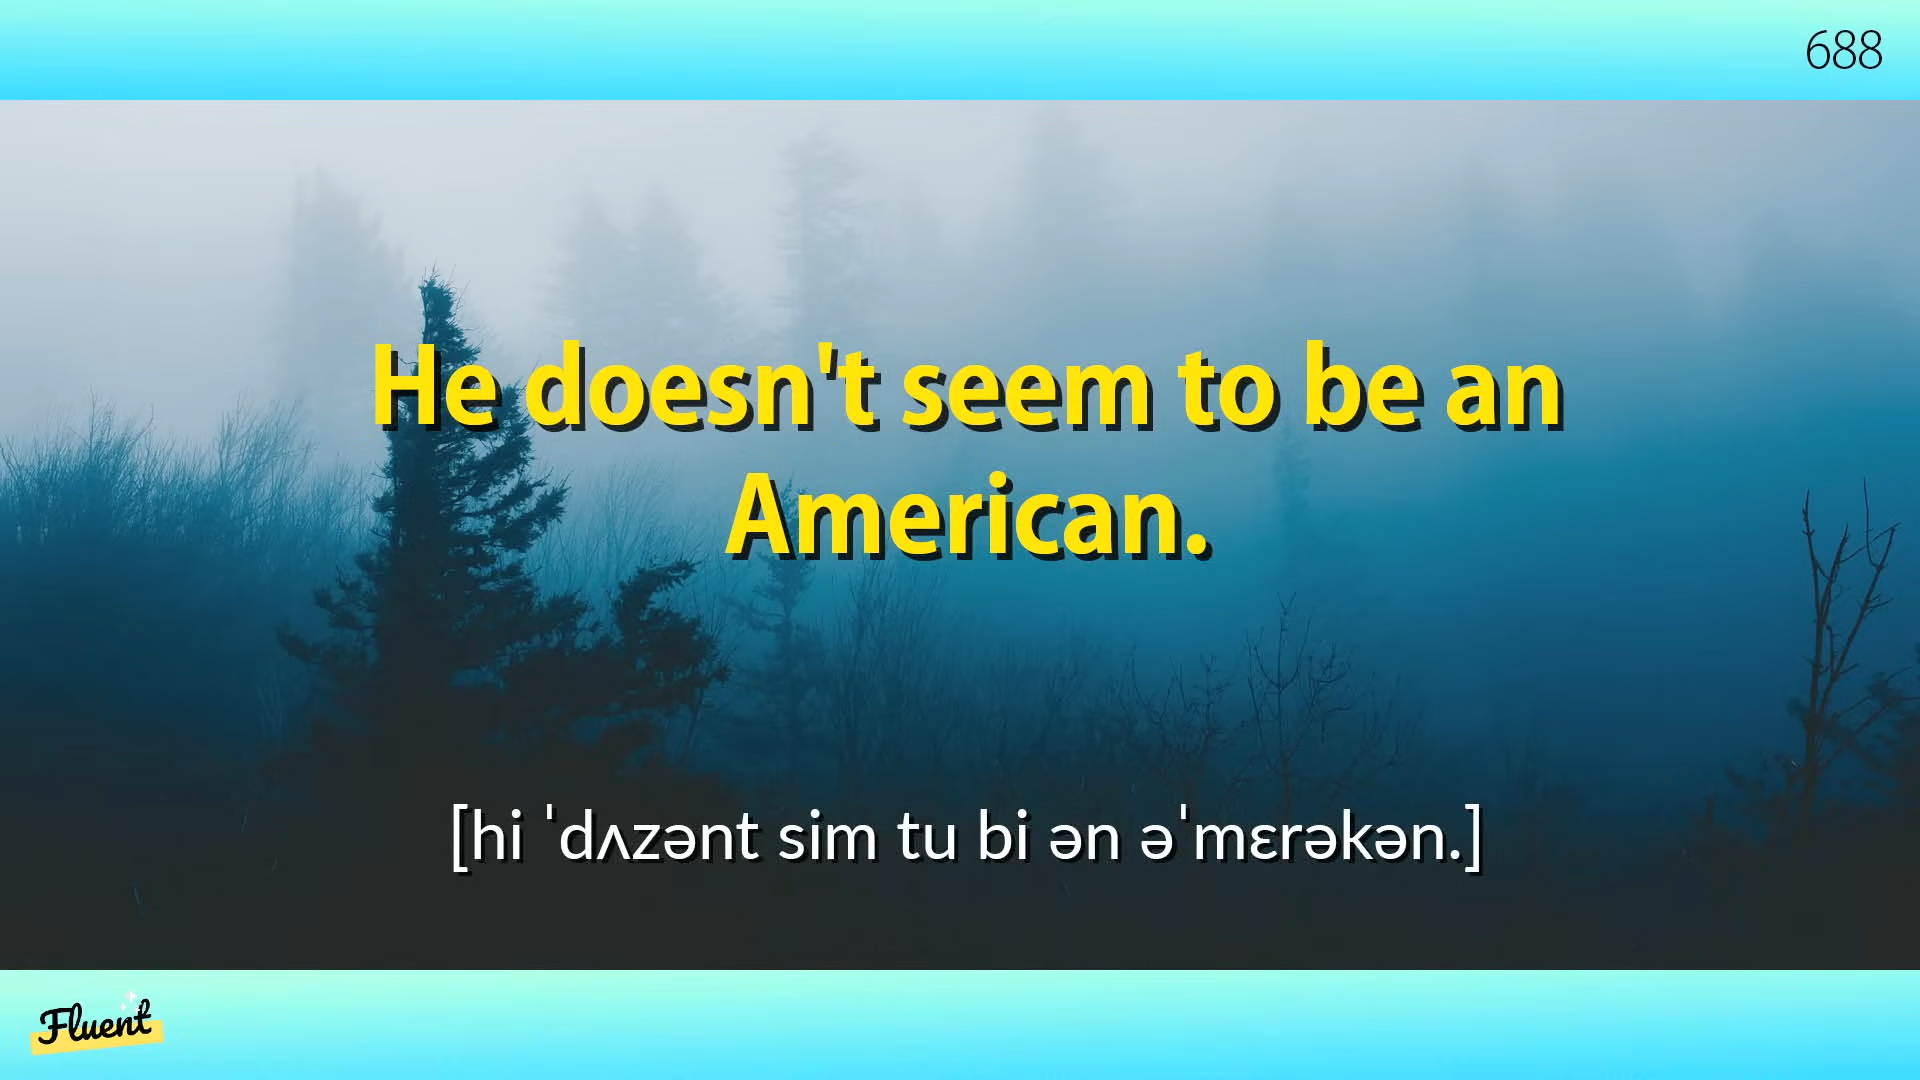 688
He doesn't seem to be an
American.
[hi ˈdʌzənt sim tu bi ən əˈmɛrəkən.]
Fluent